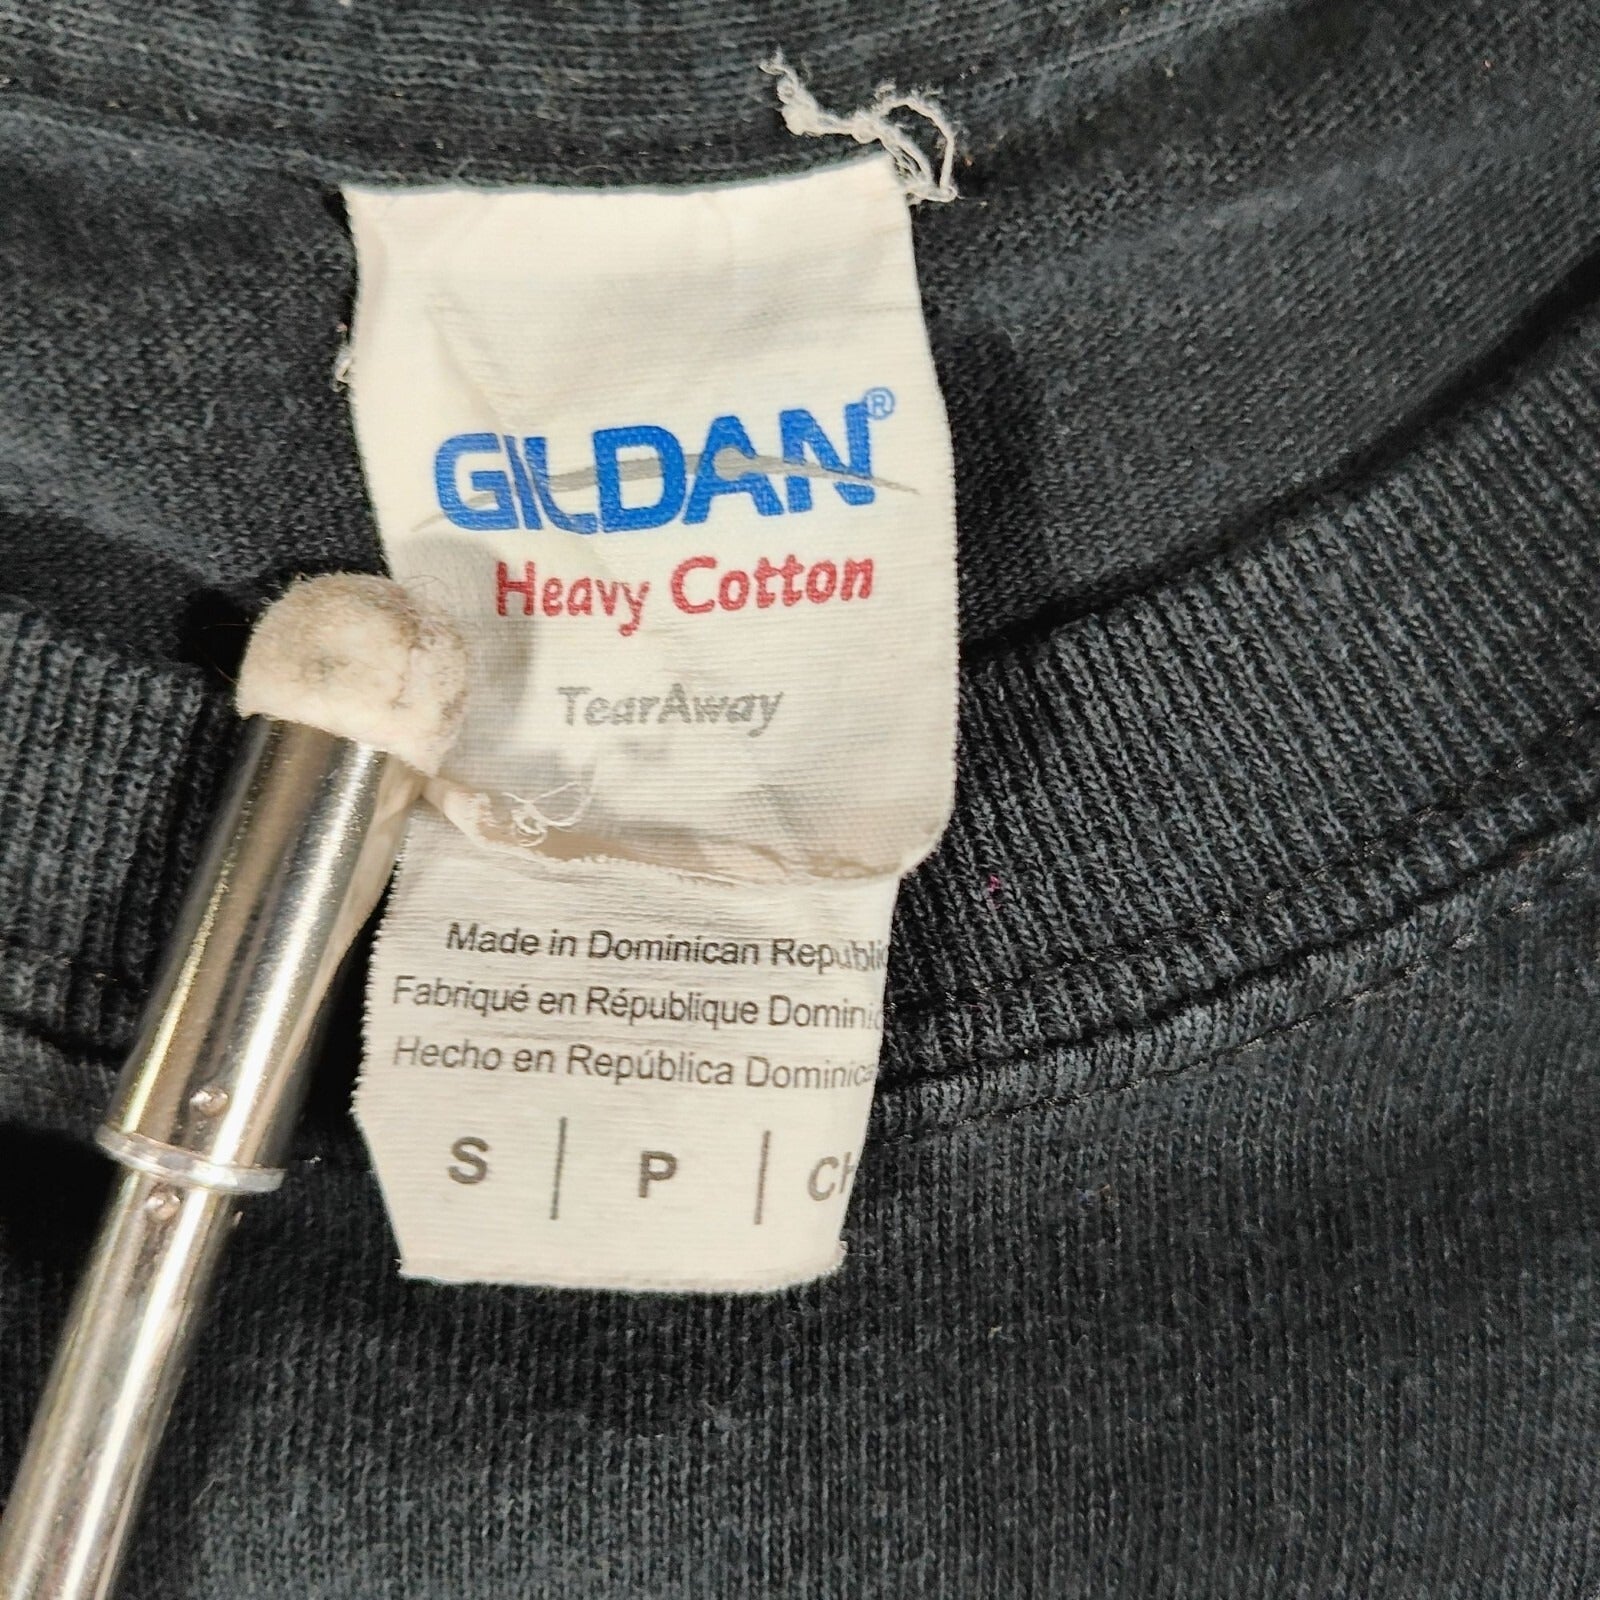 GILDAN®
Heavy Cotton
TearAway
Made in Dominican Republic
Fabriqué en République Dominic
Hecho en República Dominica
S | P | CH